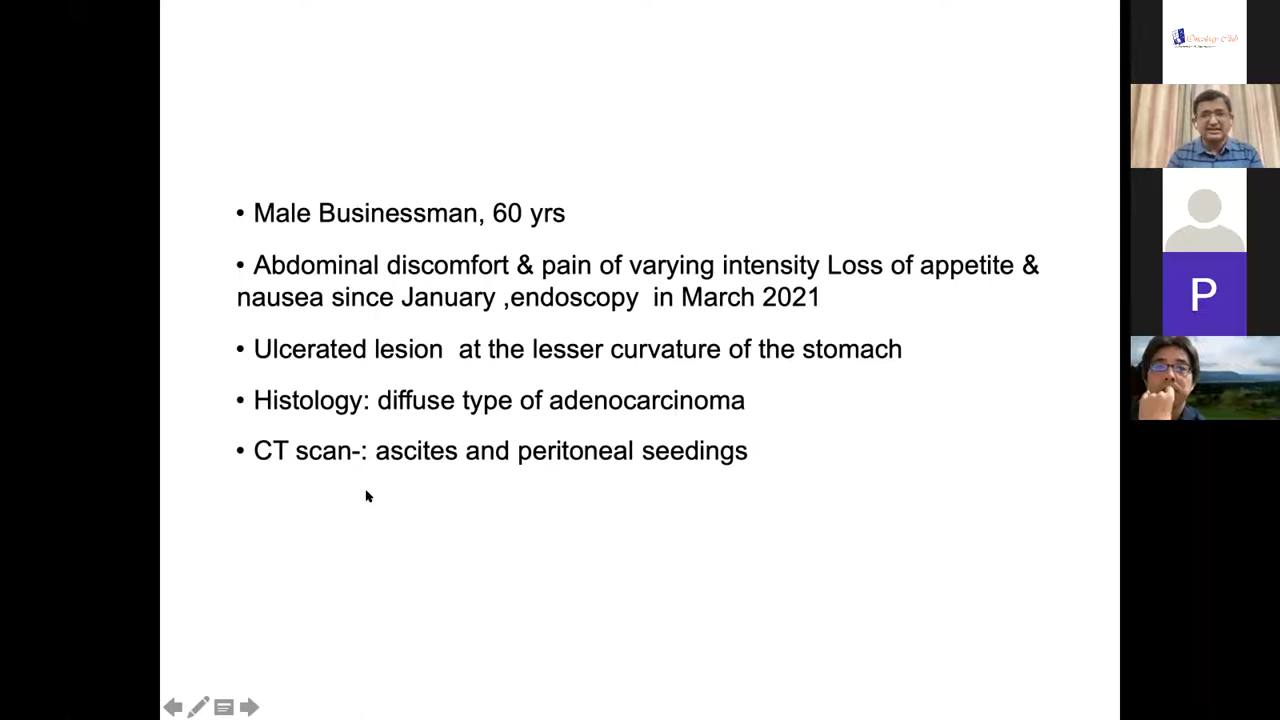 • Male Businessman, 60 yrs
• Abdominal discomfort & pain of varying intensity Loss of appetite &
nausea since January ,endoscopy  in March 2021
• Ulcerated lesion  at the lesser curvature of the stomach
• Histology: diffuse type of adenocarcinoma
• CT scan-: ascites and peritoneal seedings
P